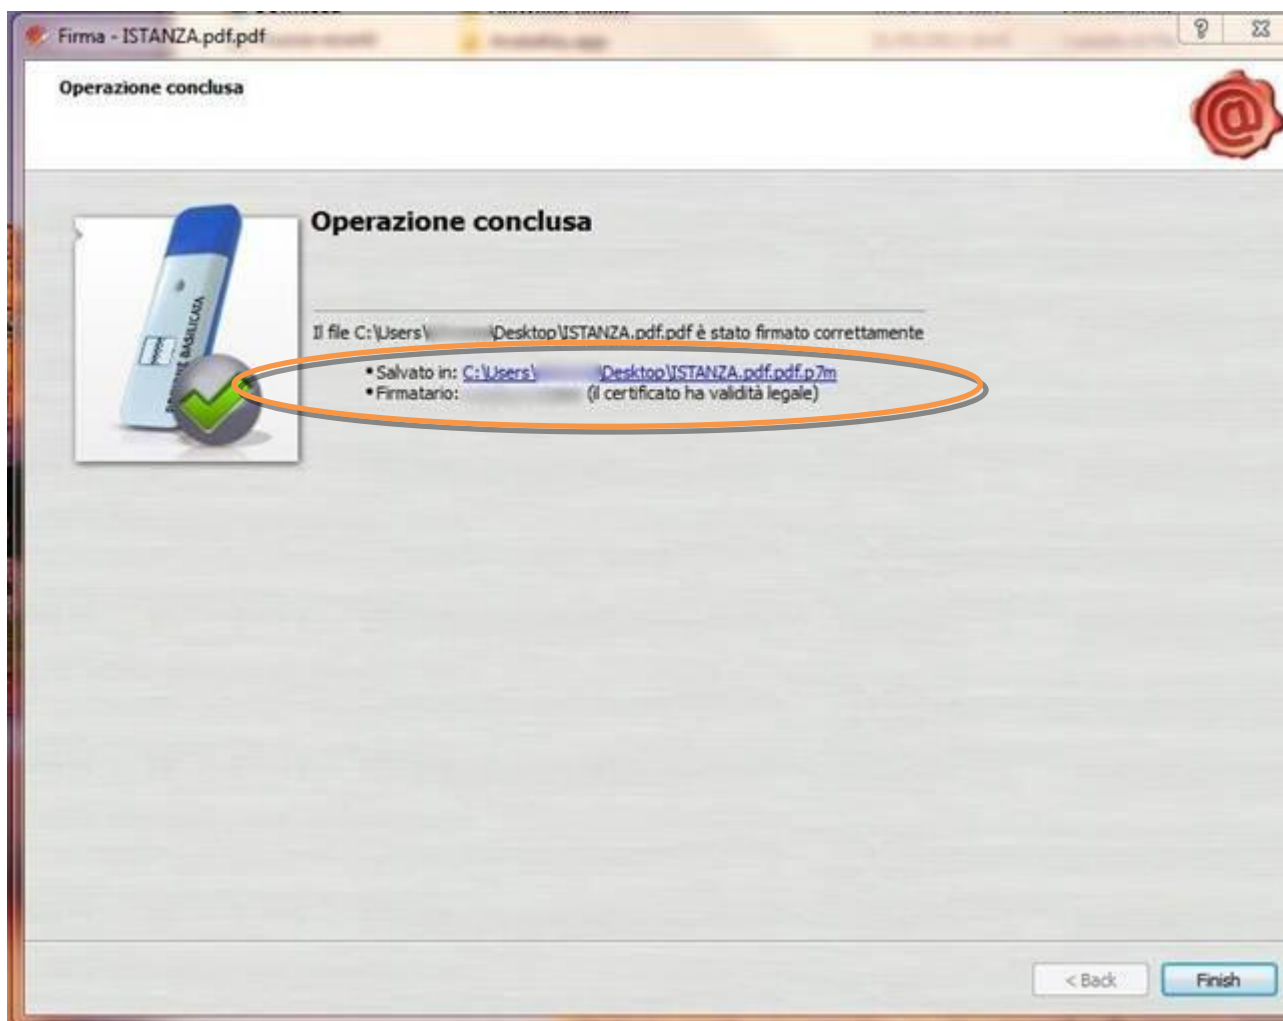 Firma - ISTANZA.pdf.pdf
Operazione conclusa
Operazione conclusa
Il file C:\Users\ \Desktop\ISTANZA.pdf.pdf è stato firmato correttamente
• Salvato in: C:\Users\ \Desktop\ISTANZA.pdf.pdf.p7m
• Firmatario: (il certificato ha validità legale)
BASILICATA
< Back Finish